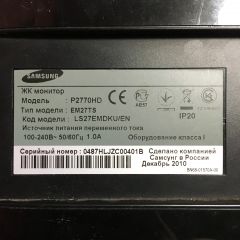 SAMSUNG
ЖК монитор
Модель : P2770HD
Тип : EM27TS
Код модели : LS27EMDKU/EN
Источник питания переменного тока:
100-240В~ 50/60Гц 1.0A
Оборудование класса I
IP20
Серийный номер : 0487HLJZC00401B
Сделано компанией
Самсунг в России
Декабрь 2010